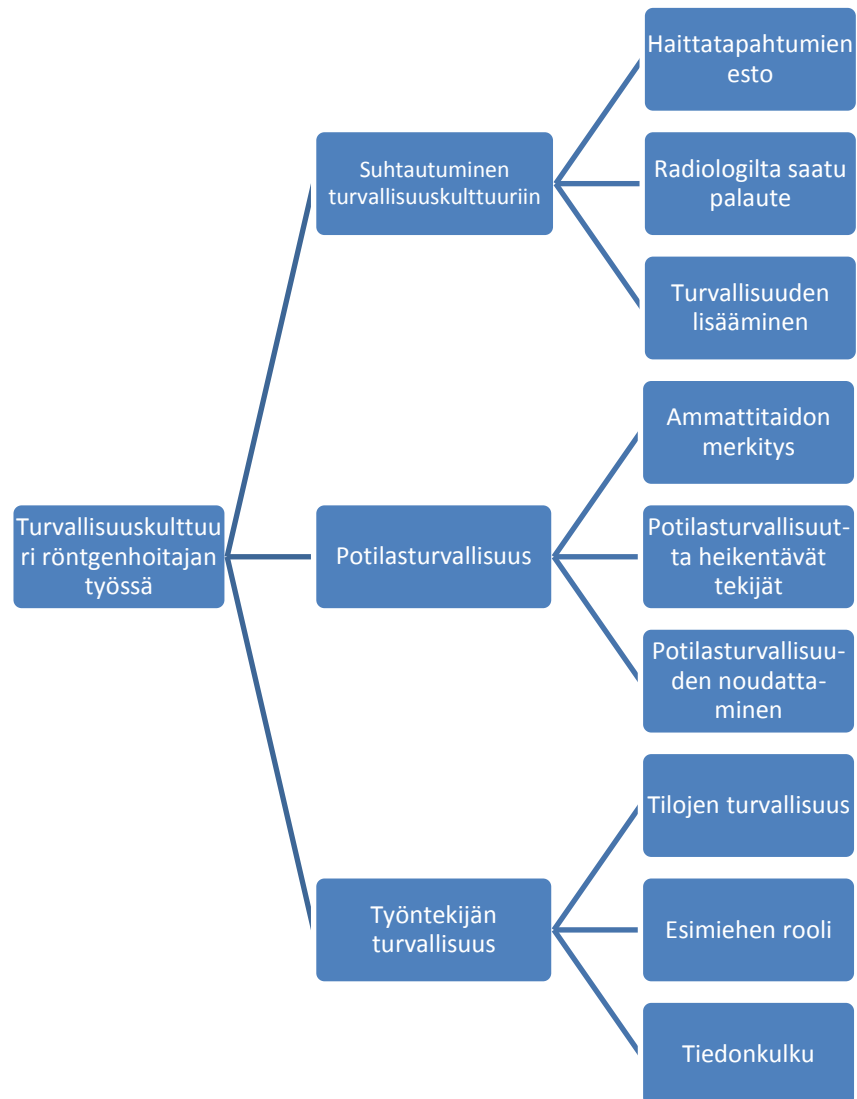 Haittatapahtumien
esto
Suhtautuminen
turvallisuuskulttuuriin
Radiologilta saatu
palaute
Turvallisuuden
lisääminen
Ammattitaidon
merkitys
Turvallisuuskulttuu
ri röntgenhoitajan
työssä
Potilasturvallisuus
Potilasturvallisuut-
ta heikentävät
tekijät
Potilasturvallisuu-
den noudatta-
minen
Tilojen turvallisuus
Työntekijän
turvallisuus
Esimiehen rooli
Tiedonkulku